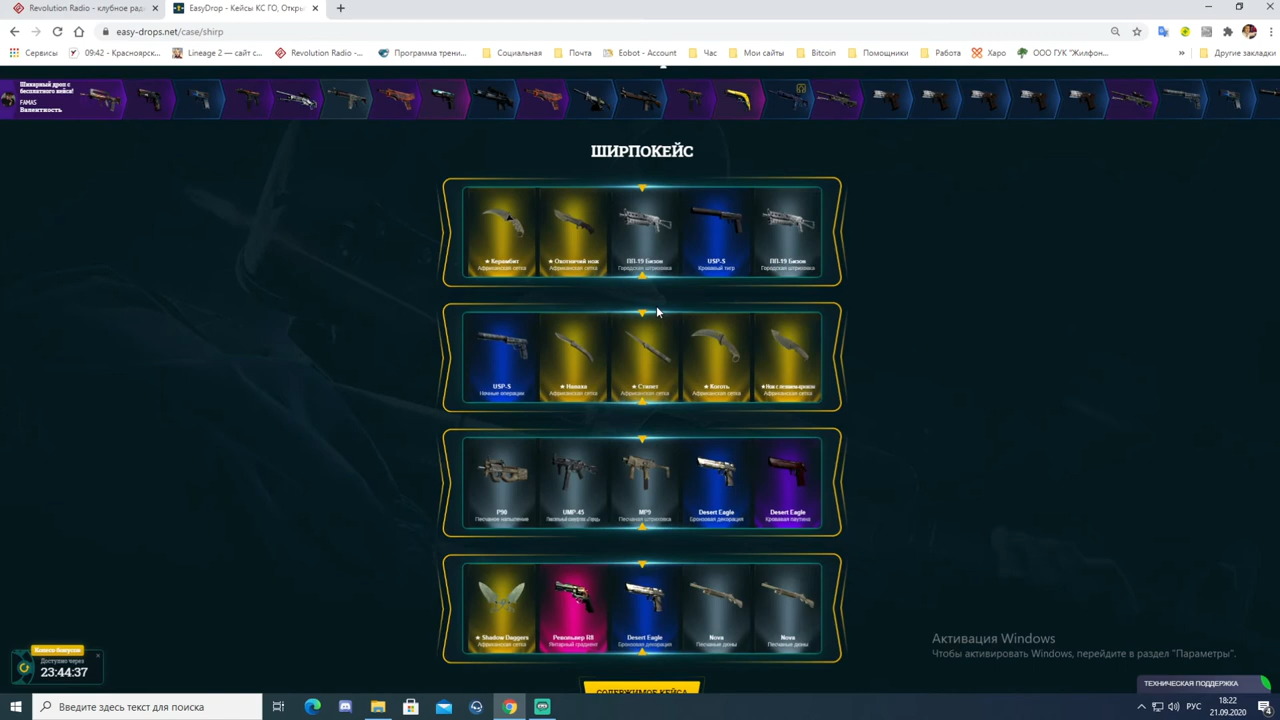 Revolution Radio - клубное рад
EasyDrop - Кейсы КС ГО, Откры
easy-drops.net/case/shirp
Сервисы
09:42 - Красноярск...
Lineage 2 — сайт с...
Revolution Radio -...
Программа трени...
Социальная
Почта
Eobot - Account
Час
Мои сайты
Bitcoin
Помощники
Работа
Харо
ООО ГУК "Жилфон...
»
Другие закладки
Шикарный дроп с
бесплатного кейса!
FAMAS
Валентность
ШИРПОКЕЙС
★ Керамбит
Африканская сетка
★ Охотничий нож
Африканская сетка
ПП-19 Бизон
Городская штриховка
USP-S
Кровавый тигр
ПП-19 Бизон
Городская штриховка
USP-S
Ночные операции
★ Наваха
Африканская сетка
★ Стилет
Африканская сетка
★ Коготь
Африканская сетка
Африканская сетка
P90
Песчаное напыление
UMP-45
MP9
Песчаная штриховка
Desert Eagle
Бронзовая декорация
Desert Eagle
Кровавая паутина
★ Shadow Daggers
Африканская сетка
Револьвер R8
Янтарный градиент
Desert Eagle
Бронзовая декорация
Nova
Песчаные дюны
Nova
Песчаные дюны
СОДЕРЖИМОЕ КЕЙСА
Колесо бонусов
Доступно через
23:44:37
Активация Windows
Чтобы активировать Windows, перейдите в раздел "Параметры".
ТЕХНИЧЕСКАЯ ПОДДЕРЖКА
Введите здесь текст для поиска
РУС
18:22
21.09.2020
4